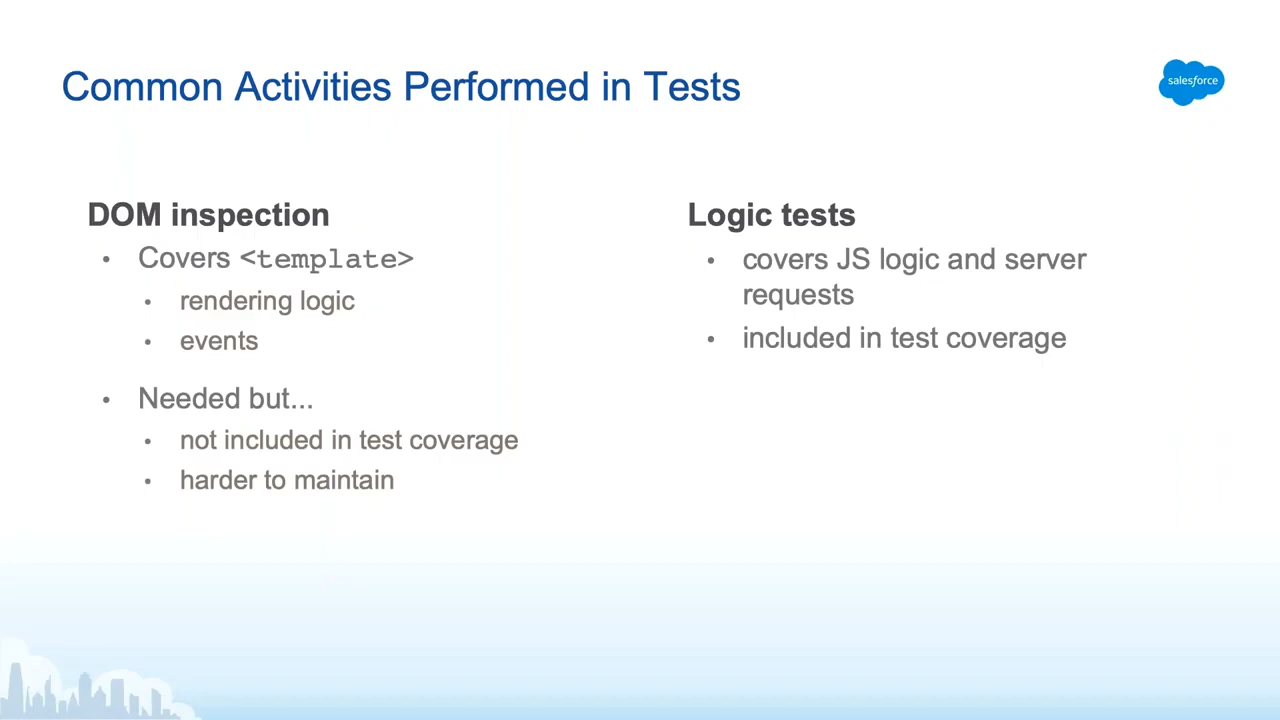 Common Activities Performed in Tests
salesforce
DOM inspection
• Covers <template>
• rendering logic
• events
• Needed but...
• not included in test coverage
• harder to maintain
Logic tests
• covers JS logic and server
requests
• included in test coverage